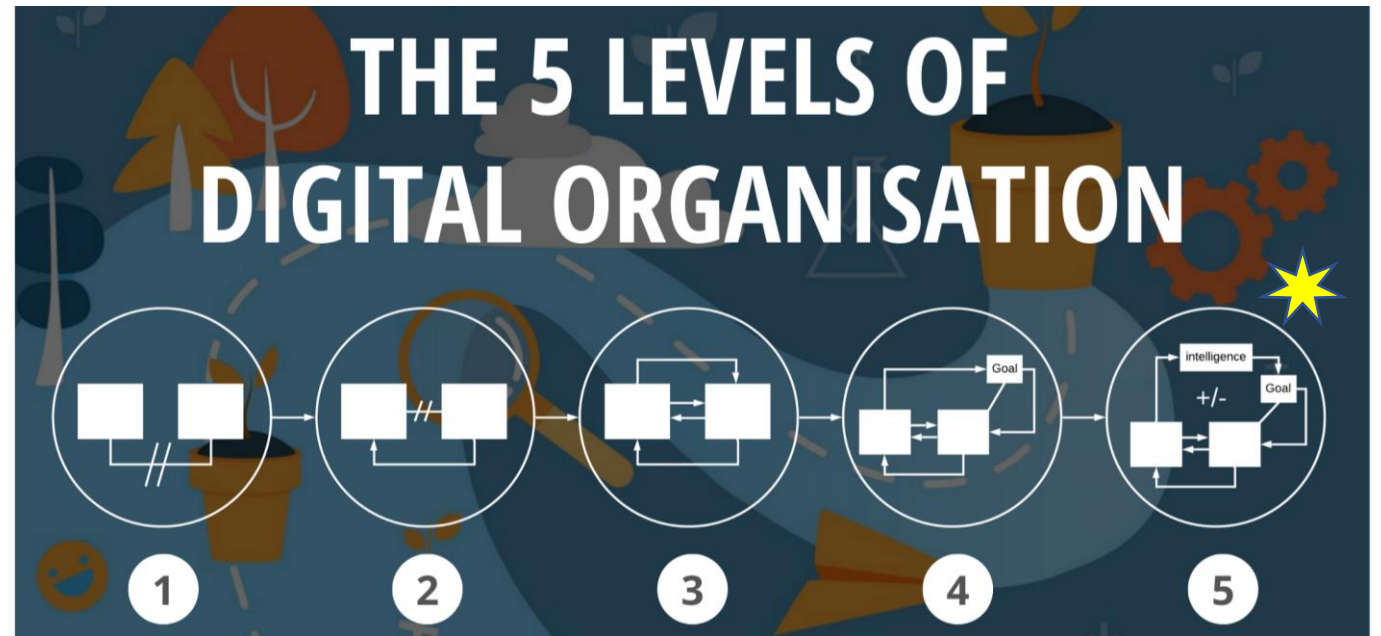 THE 5 LEVELS OF
DIGITAL ORGANISATION
Goal
intelligence
Goal
+/-
1 2 3 4 5